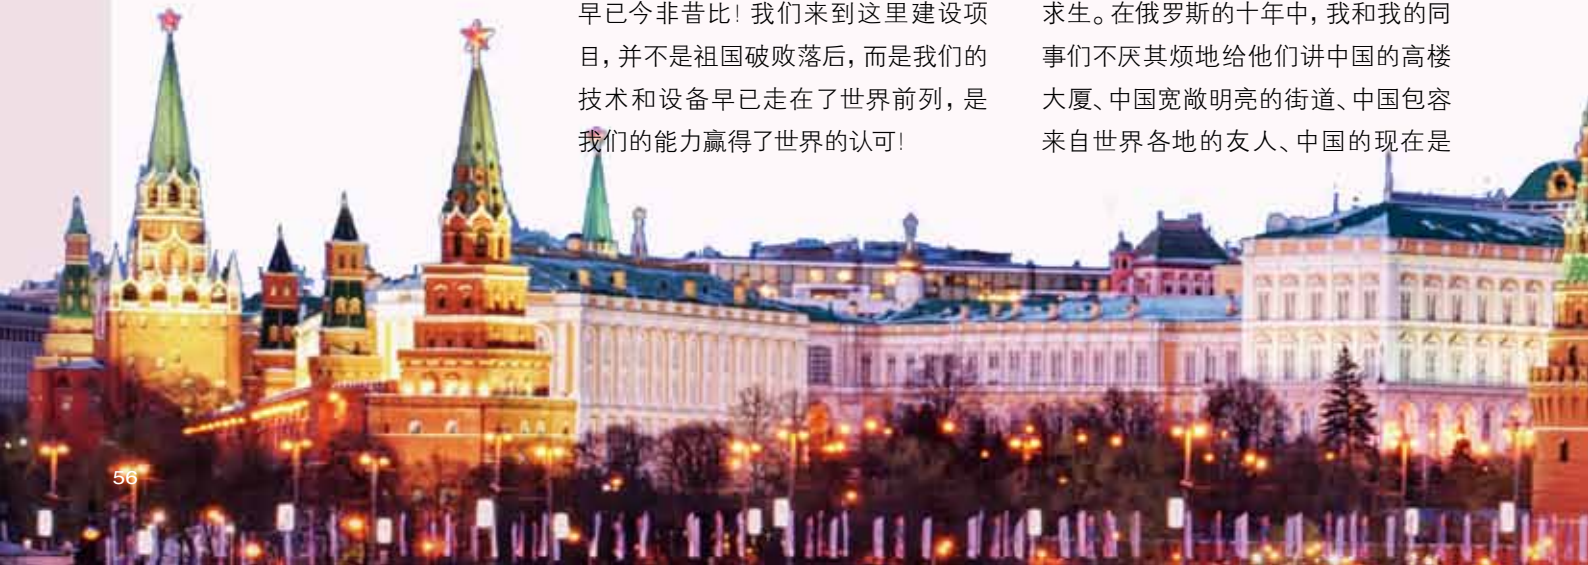 早已今非昔比！我们来到这里建设项
目，并不是祖国破败落后，而是我们的
技术和设备早已走在了世界前列，是
我们的能力赢得了世界的认可！
求生。在俄罗斯的十年中，我和我的同
事们不厌其烦地给他们讲中国的高楼
大厦、中国宽敞明亮的街道、中国包容
来自世界各地的友人、中国的现在是
56